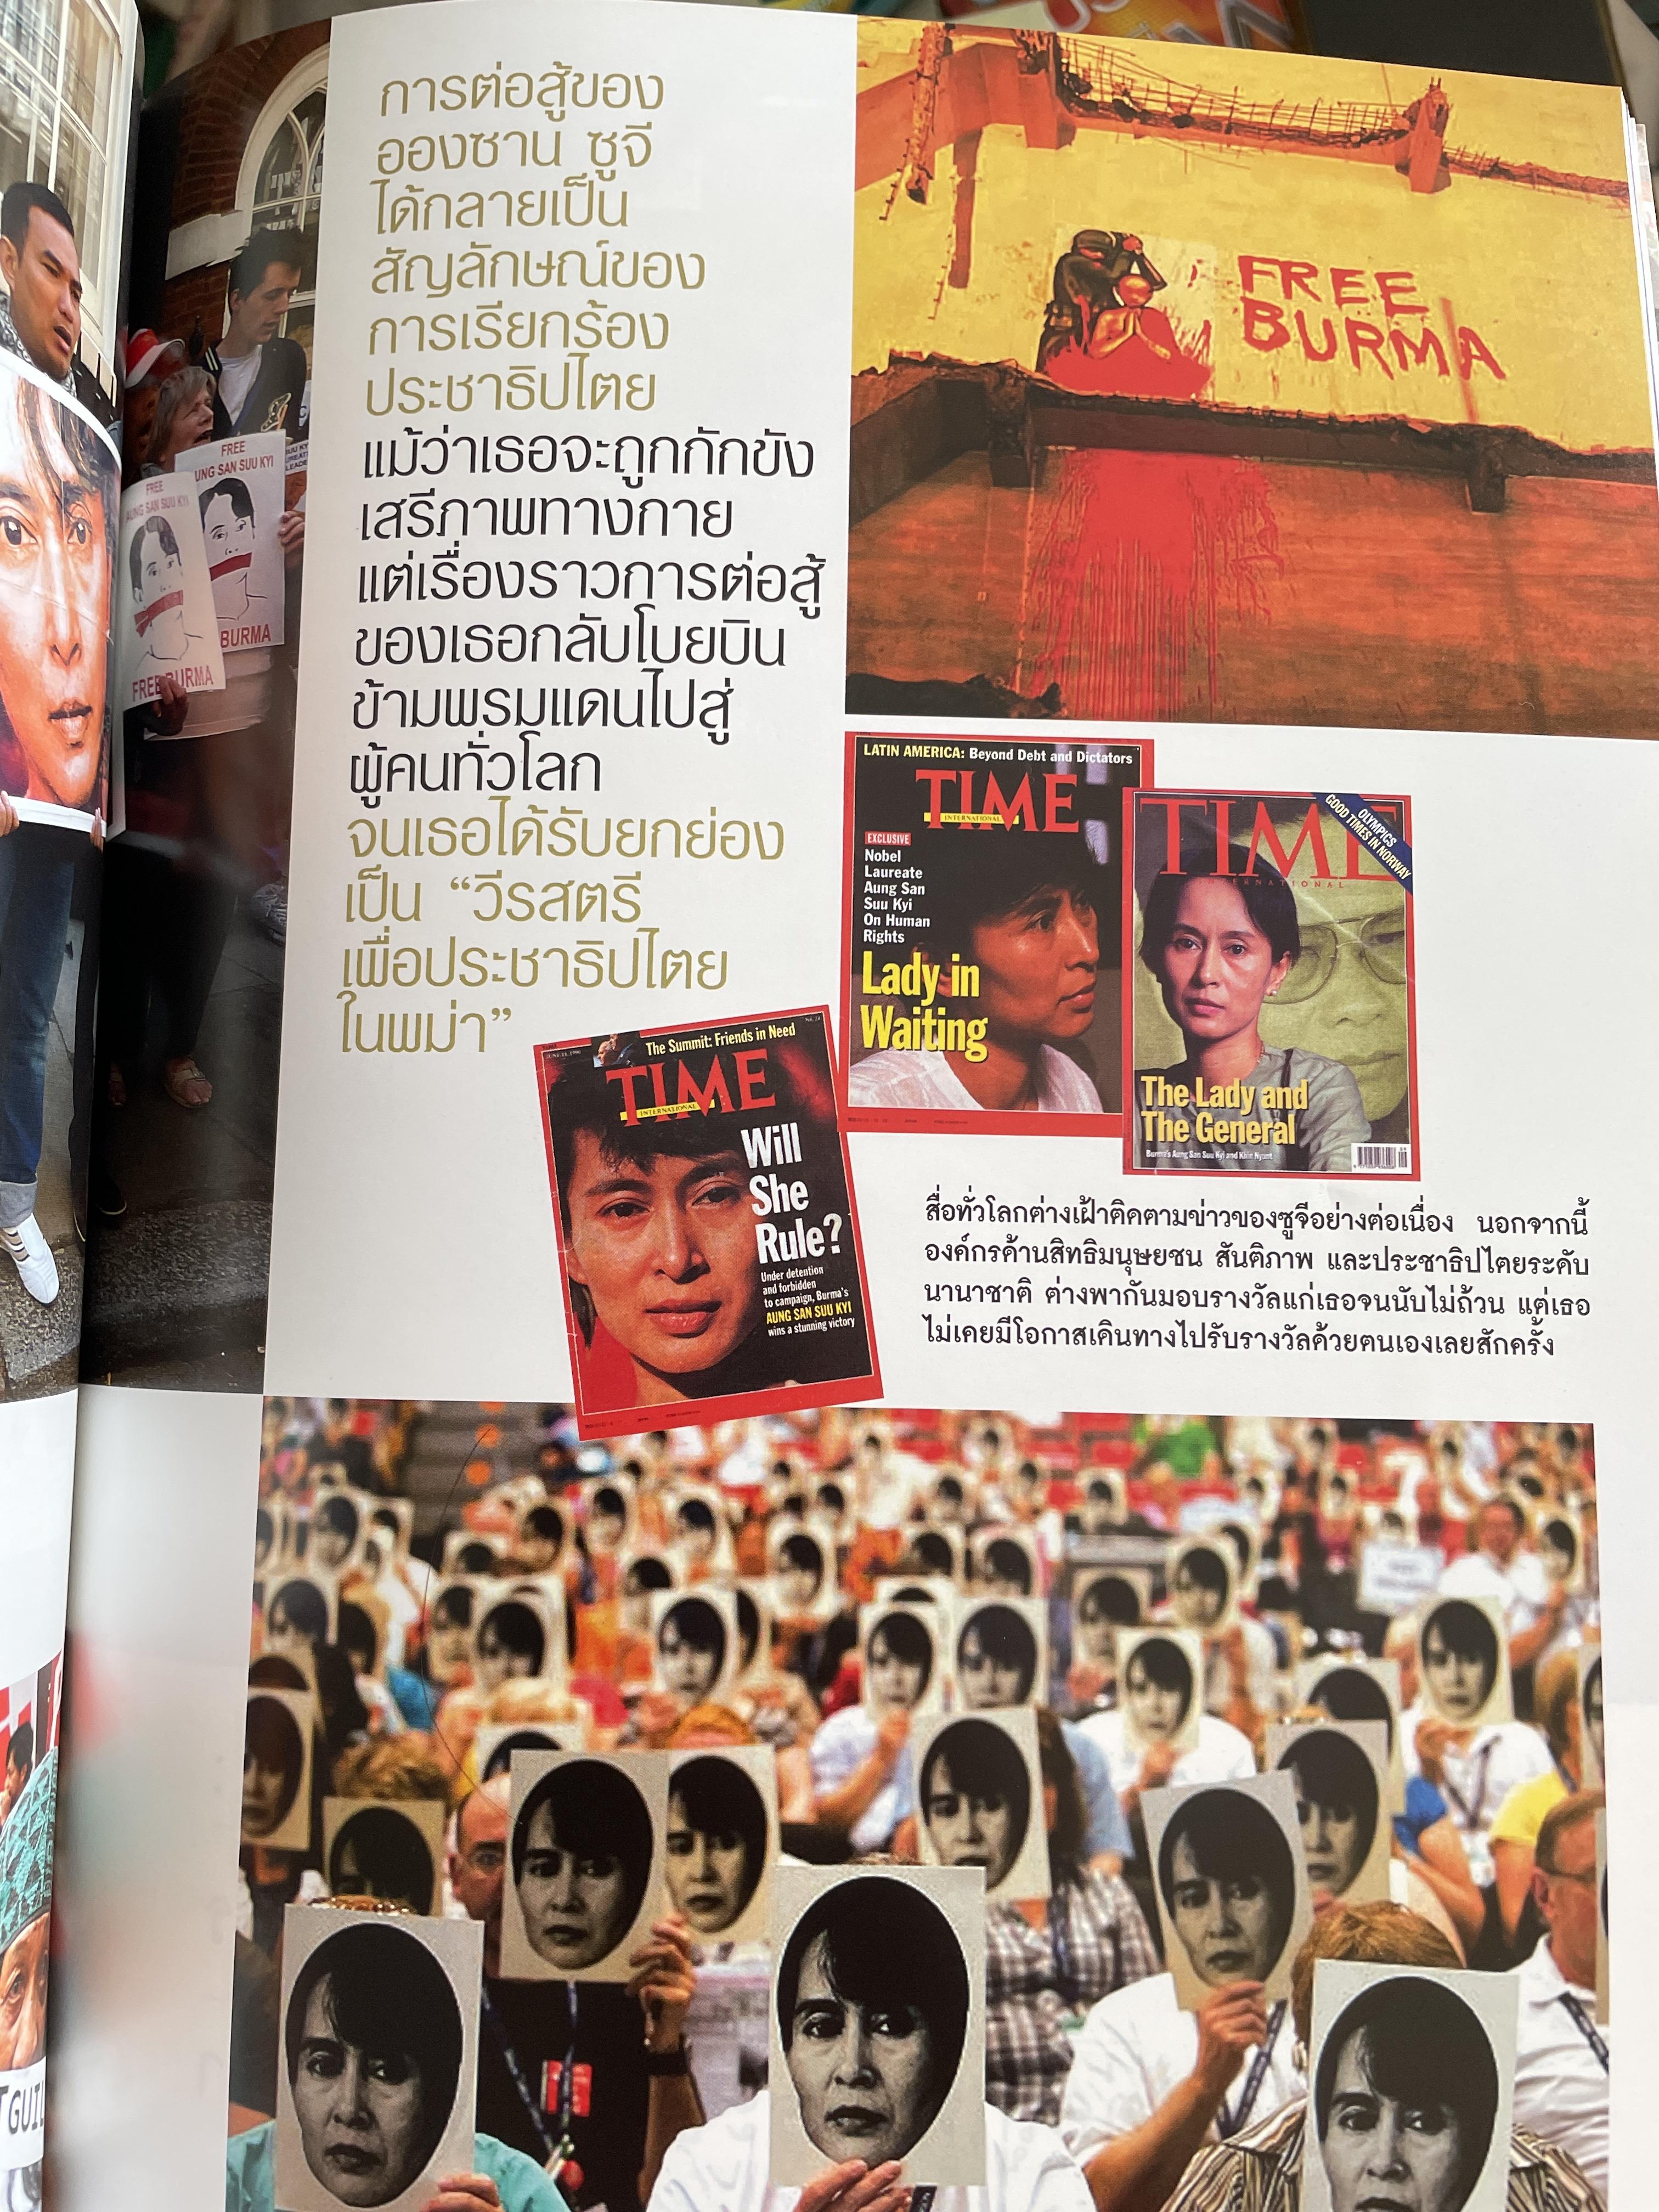 การต่อสู้ของ
อองซาน ซูจี
ได้กลายเป็น
สัญลักษณ์ของ
การเรียกร้อง
ประชาธิปไตย
แม้ว่าเธอจะถูกกักขัง
เสรีภาพทางกาย
แต่เรื่องราวการต่อสู้
ของเธอกลับโบยบิน
ข้ามพรมแดนไปสู่
ผู้คนทั่วโลก
จนเธอได้รับยกย่อง
เป็น “วีรสตรี
เพื่อประชาธิปไตย
ในพม่า”
FREE
BURMA
FREE
UNG SAN SUU KYI
BURMA
FREE
AUNG SAN SUU KYI
FREE BURMA
LATIN AMERICA: Beyond Debt and Dictators
TIME
INTERNATIONAL
EXCLUSIVE
Nobel
Laureate
Aung San
Suu Kyi
On Human
Rights
Lady in
Waiting
TIME
INTERNATIONAL
OLYMPICS
GOOD TIMES IN NORWAY
The Lady and
The General
Burma's Aung San Suu Kyi and Khin Nyunt
The Summit: Friends in Need
JUNE 11, 1990
TIME
INTERNATIONAL
Will
She
Rule?
Under detention
and forbidden
to campaign, Burma's
AUNG SAN SUU KYI
wins a stunning victory
สื่อทั่วโลกต่างเฝ้าติดตามข่าวของซูจีอย่างต่อเนื่อง นอกจากนี้
องค์กรด้านสิทธิมนุษยชน สันติภาพ และประชาธิปไตยระดับ
นานาชาติ ต่างพากันมอบรางวัลแก่เธอจนนับไม่ถ้วน แต่เธอ
ไม่เคยมีโอกาสเดินทางไปรับรางวัลด้วยตนเองเลยสักครั้ง